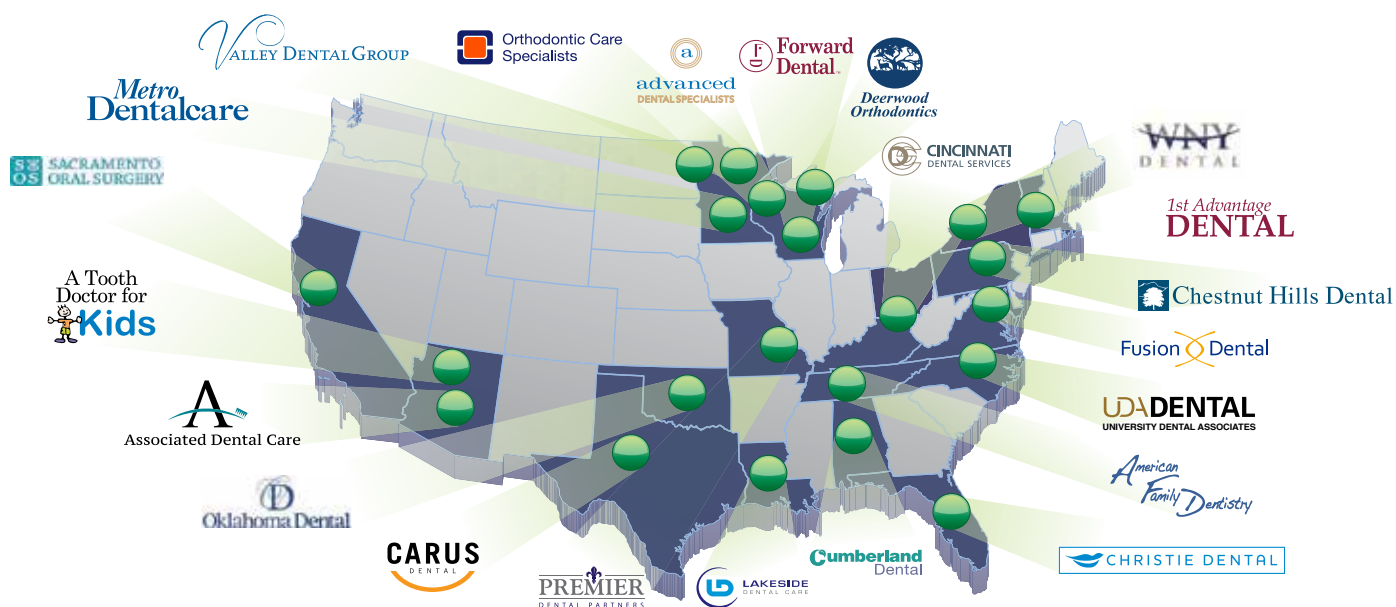 VALLEY DENTAL GROUP
Orthodontic Care
Specialists
a
advanced
DENTAL SPECIALISTS
Forward
Dental™
Deerwood
Orthodontics
Metro
Dentalcare
CINCINNATI
DENTAL SERVICES
WNY
DENTAL
S
OS
SACRAMENTO
ORAL SURGERY
1st Advantage
DENTAL
A Tooth
Doctor for
Kids
Chestnut Hills Dental
Fusion Dental
A
Associated Dental Care
UDA DENTAL
UNIVERSITY DENTAL ASSOCIATES
American
Family Dentistry
D
Oklahoma Dental
CARUS
DENTAL
PREMIER
DENTAL PARTNERS
LD
LAKESIDE
DENTAL CARE
Cumberland
Dental
CHRISTIE DENTAL